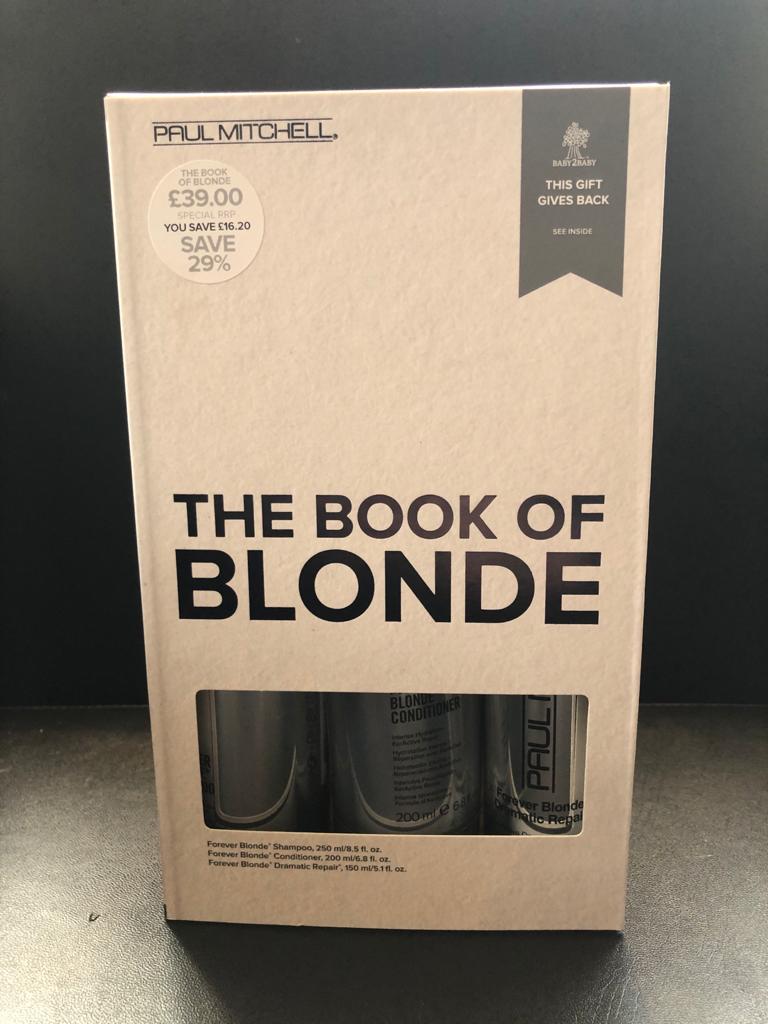 PAUL MITCHELL®
THE BOOK
OF BLONDE
£39.00
SPECIAL RRP
YOU SAVE £16.20
SAVE
29%
BABY2BABY
THIS GIFT
GIVES BACK
SEE INSIDE
THE BOOK OF
BLONDE
BLONDE
CONDITIONER
200 ml ℮ 6.8
PAUL
Forever Blonde
Dramatic Repai
Forever Blonde® Shampoo, 250 ml/8.5 fl. oz.
Forever Blonde® Conditioner, 200 ml/6.8 fl. oz.
Forever Blonde® Dramatic Repair®, 150 ml/5.1 fl. oz.